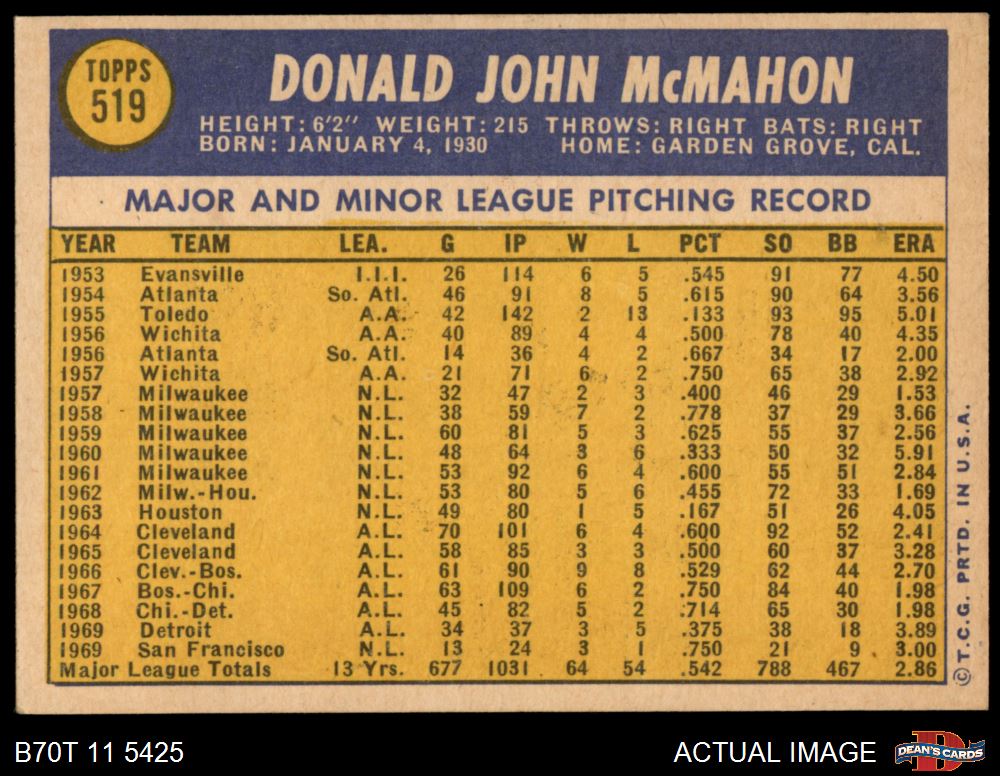 TOPPS
519
DONALD JOHN McMAHON
HEIGHT: 6'2" WEIGHT: 215 THROWS: RIGHT BATS: RIGHT
BORN: JANUARY 4, 1930 HOME: GARDEN GROVE, CAL.
MAJOR AND MINOR LEAGUE PITCHING RECORD
YEAR TEAM LEA. G IP W L PCT SO BB ERA
1953 Evansville I.I.I. 26 114 6 5 .545 91 77 4.50
1954 Atlanta So. Atl. 46 91 8 5 .615 90 64 3.56
1955 Toledo A.A. 42 142 2 13 .133 93 95 5.01
1956 Wichita A.A. 40 89 4 4 .500 78 40 4.35
1956 Atlanta So. Atl. 14 36 4 2 .667 34 17 2.00
1957 Wichita A.A. 21 71 6 2 .750 65 38 2.92
1957 Milwaukee N.L. 32 47 2 3 .400 46 29 1.53
1958 Milwaukee N.L. 38 59 7 2 .778 37 29 3.66
1959 Milwaukee N.L. 60 81 5 3 .625 55 37 2.56
1960 Milwaukee N.L. 48 64 3 6 .333 50 32 5.91
1961 Milwaukee N.L. 53 92 6 4 .600 55 51 2.84
1962 Milw.-Hou. N.L. 53 80 5 6 .455 72 33 1.69
1963 Houston N.L. 49 80 1 5 .167 51 26 4.05
1964 Cleveland A.L. 70 101 6 4 .600 92 52 2.41
1965 Cleveland A.L. 58 85 3 3 .500 60 37 3.28
1966 Clev.-Bos. A.L. 61 90 9 8 .529 62 44 2.70
1967 Bos.-Chi. A.L. 63 109 6 2 .750 84 40 1.98
1968 Chi.-Det. A.L. 45 82 5 2 .714 65 30 1.98
1969 Detroit A.L. 34 37 3 5 .375 38 18 3.89
1969 San Francisco N.L. 13 24 3 1 .750 21 9 3.00
Major League Totals 13 Yrs. 677 1031 64 54 .542 788 467 2.86
© T.C.G. PRTD. IN U.S.A.
B70T 11 5425
ACTUAL IMAGE
D
DEAN'S CARDS